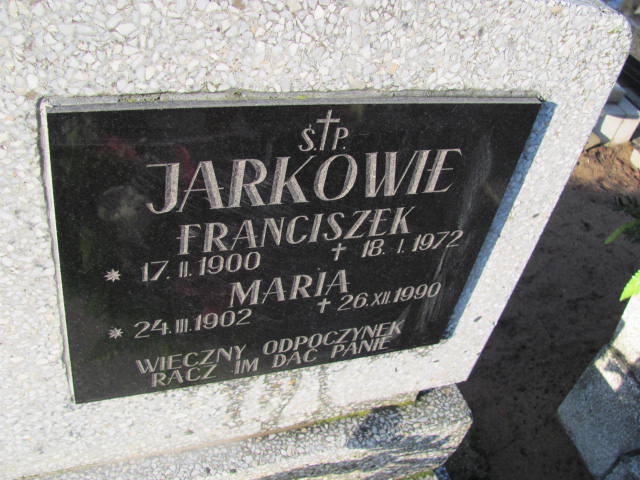 Ś†P.
JARKOWIE
FRANCISZEK
* 17.II.1900 † 18.I.1972
MARIA
* 24.III.1902 † 26.XII.1990
WIECZNY ODPOCZYNEK
RACZ IM DAĆ PANIE